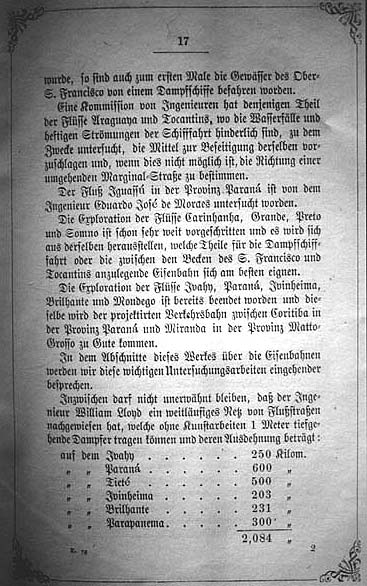 17
wurde, so sind auch zum ersten Male die Gewässer des Ober-
S. Francisco von einem Dampfschiffe befahren worden.
Eine Kommission von Ingenieuren hat denjenigen Theil
der Flüsse Araguaya und Tocantins, wo die Wasserfälle und
heftigen Strömungen der Schifffahrt hinderlich sind, zu dem
Zwecke untersucht, die Mittel zur Beseitigung derselben vor-
zuschlagen und, wenn dies nicht möglich ist, die Richtung einer
umgehenden Marginal-Straße zu bestimmen.
Der Fluß Iguassú in der Provinz Paraná ist von dem
Ingenieur Eduardo José de Moraes untersucht worden.
Die Exploration der Flüsse Carinhanha, Grande, Preto
und Somno ist schon sehr weit vorgeschritten und es wird sich
aus derselben herausstellen, welche Theile für die Dampfschiff-
fahrt oder die zwischen den Becken des S. Francisco und
Tocantins anzulegende Eisenbahn sich am besten eignen.
Die Exploration der Flüsse Ivahy, Paraná, Ivinheima,
Brilhante und Mondego ist bereits beendet worden und die-
selbe wird der projektirten Verkehrsbahn zwischen Coritiba in
der Provinz Paraná und Miranda in der Provinz Matto-
Grosso zu Gute kommen.
In dem Abschnitte dieses Werkes über die Eisenbahnen
werden wir diese wichtigen Untersuchungsarbeiten eingehender
besprechen.
Inzwischen darf nicht unerwähnt bleiben, daß der Inge-
nieur William Lloyd ein weitläufiges Netz von Flußstraßen
nachgewiesen hat, welche ohne Kunstarbeiten 1 Meter tiefge-
hende Dampfer tragen können und deren Ausdehnung beträgt:
auf dem Ivahy . . . . . . 250 Kilom.
„ „ Paraná . . . . . . 600 „
„ „ Tieté . . . . . . 500 „
„ „ Ivinheima . . . . . 203 „
„ „ Brilhante . . . . . 231 „
„ „ Parapanema . . . . . 300 „
2,084 „
2